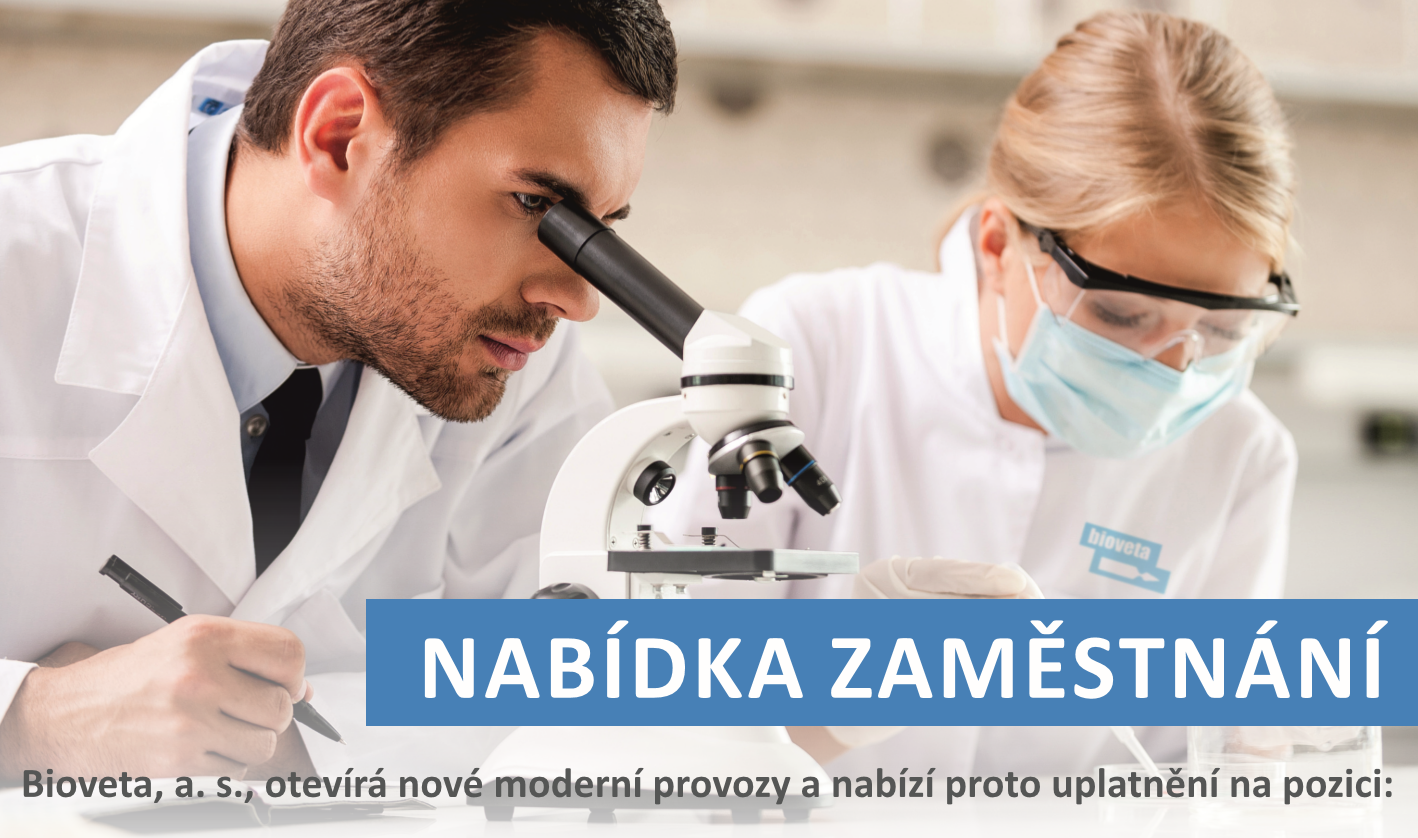 bioveta
NABÍDKA ZAMĚSTNÁNÍ
Bioveta, a. s., otevírá nové moderní provozy a nabízí proto uplatnění na pozici: